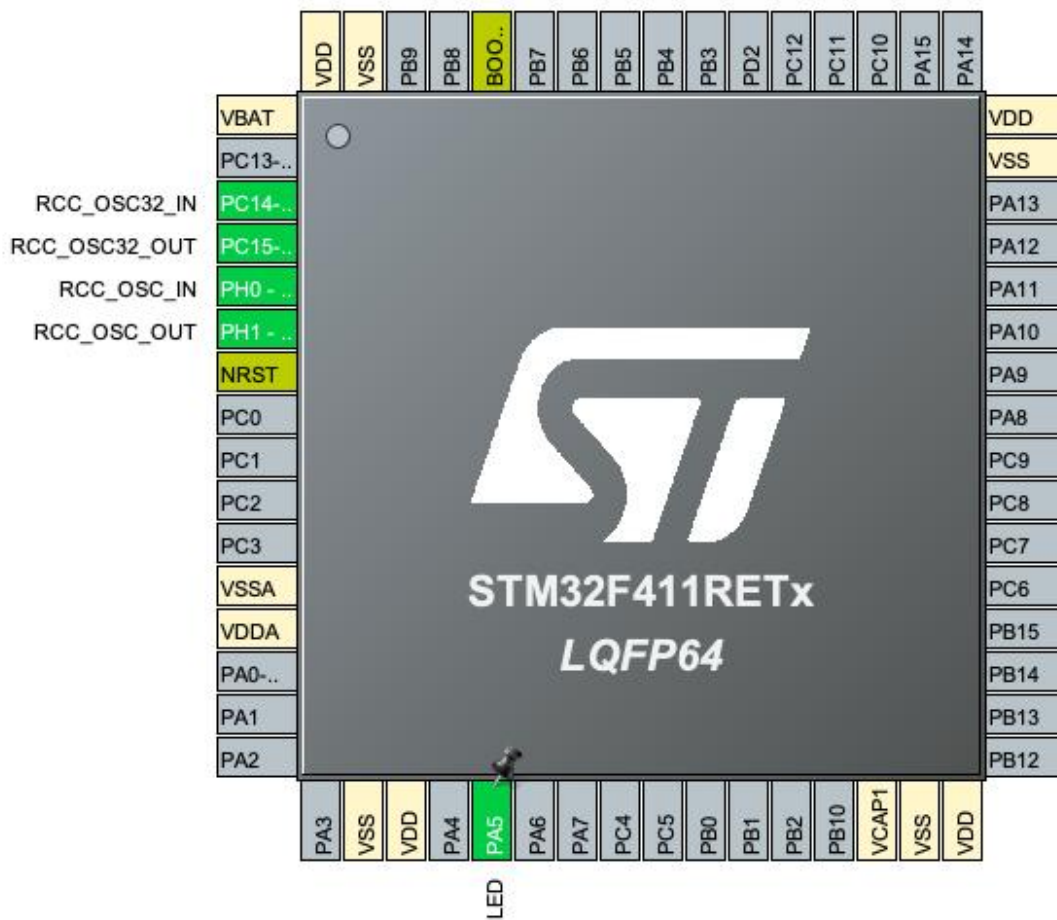 VDD
VSS
PB9
PB8
BOO..
PB7
PB6
PB5
PB4
PB3
PD2
PC12
PC11
PC10
PA15
PA14
VBAT
PC13-..
RCC_OSC32_IN PC14-..
RCC_OSC32_OUT PC15-..
RCC_OSC_IN PH0 - ..
RCC_OSC_OUT PH1 - ..
NRST
PC0
PC1
PC2
PC3
VSSA
VDDA
PA0-..
PA1
PA2
VDD
VSS
PA13
PA12
PA11
PA10
PA9
PA8
PC9
PC8
PC7
PC6
PB15
PB14
PB13
PB12
ST
STM32F411RETx
LQFP64
PA3
VSS
VDD
PA4
PA5
PA6
PA7
PC4
PC5
PB0
PB1
PB2
PB10
VCAP1
VSS
VDD
LED